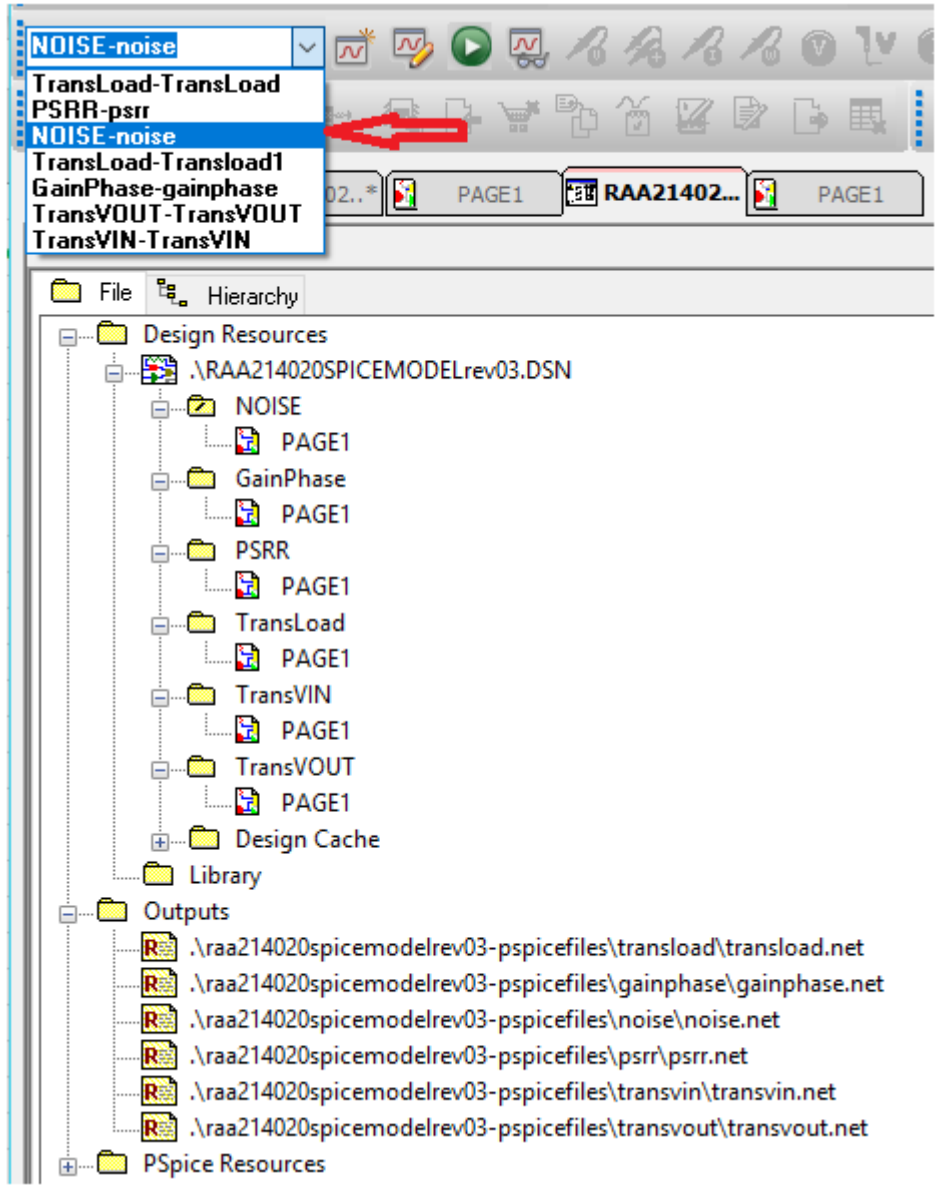 NOISE-noise
TransLoad-TransLoad
PSRR-psrr
NOISE-noise
TransLoad-Transload1
GainPhase-gainphase
TransVOUT-TransVOUT
TransVIN-TransVIN
V V
02..* PAGE1 RAA21402... PAGE1
File Hierarchy
Design Resources
.\RAA214020SPICEMODELrev03.DSN
NOISE
PAGE1
GainPhase
PAGE1
PSRR
PAGE1
TransLoad
PAGE1
TransVIN
PAGE1
TransVOUT
PAGE1
Design Cache
Library
Outputs
.\raa214020spicemodelrev03-pspicefiles\transload\transload.net
.\raa214020spicemodelrev03-pspicefiles\gainphase\gainphase.net
.\raa214020spicemodelrev03-pspicefiles\noise\noise.net
.\raa214020spicemodelrev03-pspicefiles\psrr\psrr.net
.\raa214020spicemodelrev03-pspicefiles\transvin\transvin.net
.\raa214020spicemodelrev03-pspicefiles\transvout\transvout.net
PSpice Resources